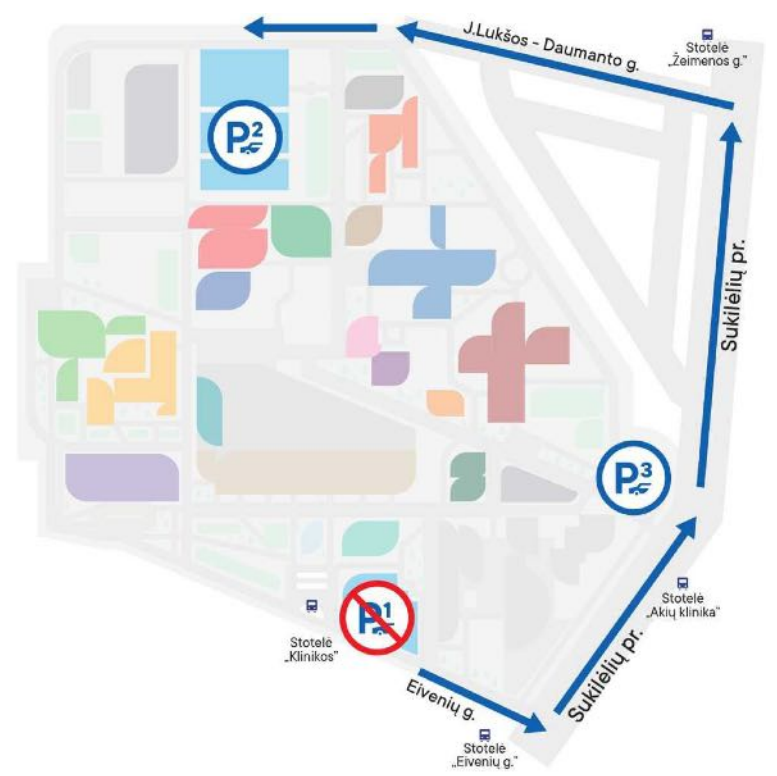 J.Lukšos - Daumanto g.
Stotelė
„Žeimenos g.”
P2
Sukilėlių pr.
P3
Stotelė
„Akių klinika”
P1
Stotelė
„Klinikos”
Sukilėlių pr.
Eivenių g.
Stotelė
„Eivenių g.”